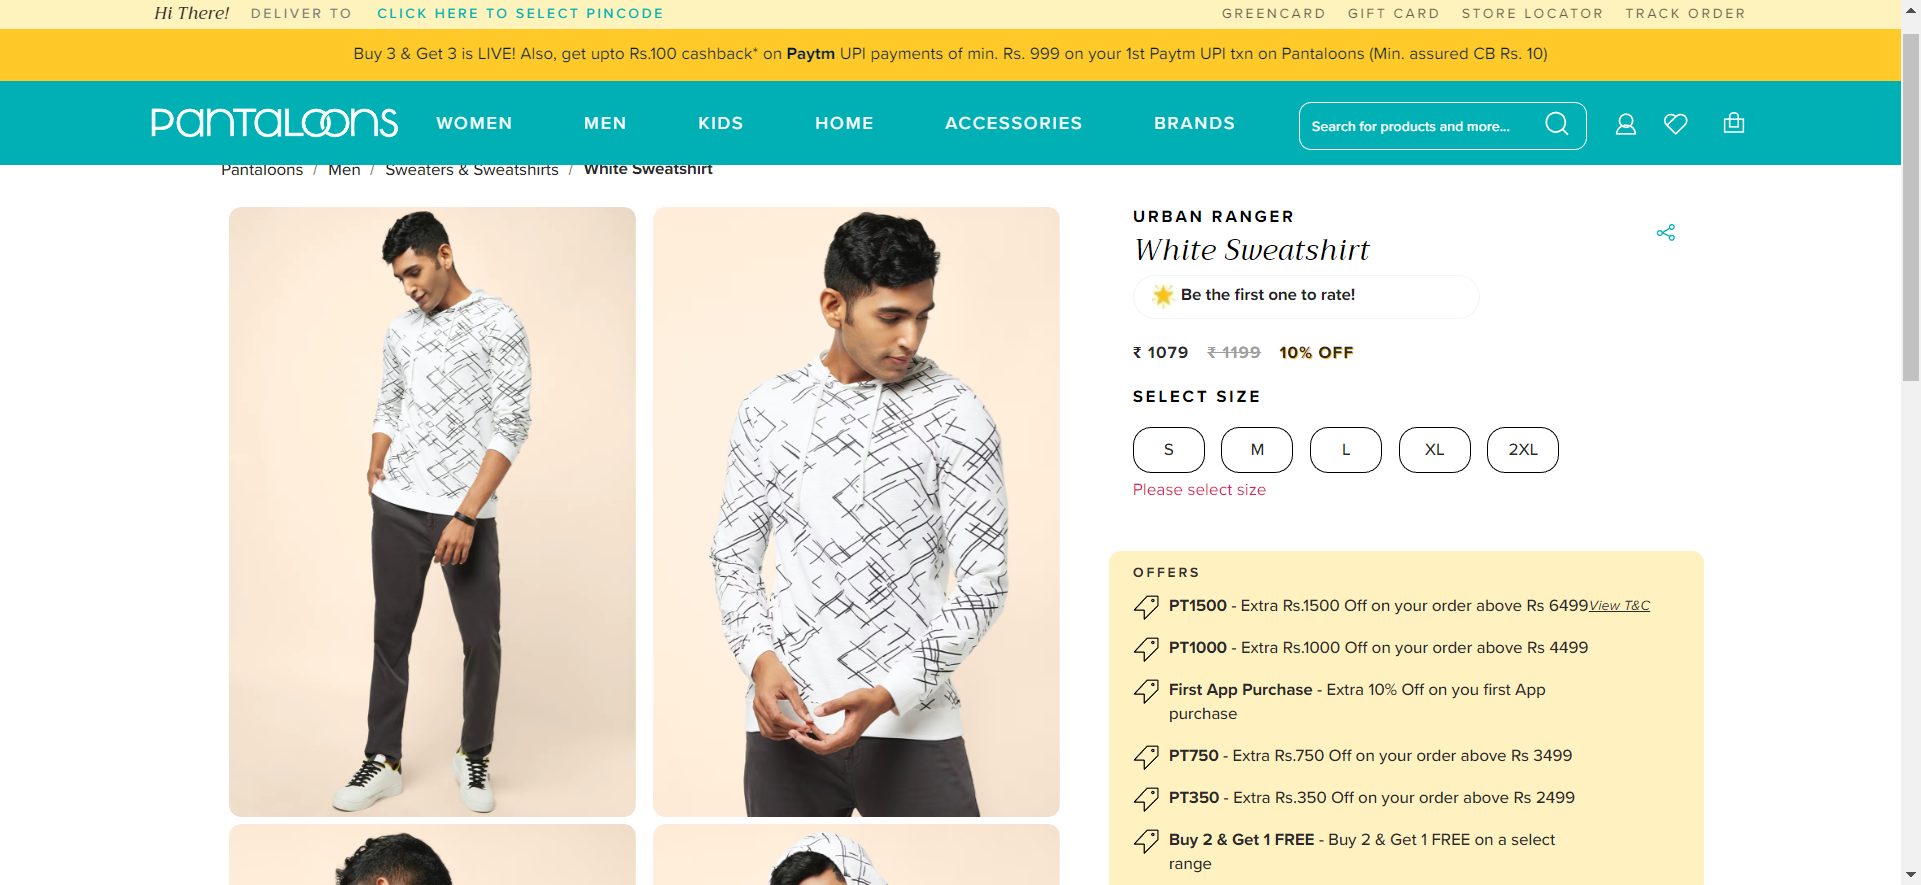 Hi There! DELIVER TO CLICK HERE TO SELECT PINCODE GREENCARD GIFT CARD STORE LOCATOR TRACK ORDER
Buy 3 & Get 3 is LIVE! Also, get upto Rs.100 cashback* on Paytm UPI payments of min. Rs. 999 on your 1st Paytm UPI txn on Pantaloons (Min. assured CB Rs. 10)
PANTALOONS WOMEN MEN KIDS HOME ACCESSORIES BRANDS Search for products and more...
Pantaloons / Men / Sweaters & Sweatshirts / White Sweatshirt
URBAN RANGER
White Sweatshirt
Be the first one to rate!
₹ 1079 ₹ 1199 10% OFF
SELECT SIZE
S M L XL 2XL
Please select size
OFFERS
PT1500 - Extra Rs.1500 Off on your order above Rs 6499View T&C
PT1000 - Extra Rs.1000 Off on your order above Rs 4499
First App Purchase - Extra 10% Off on you first App
purchase
PT750 - Extra Rs.750 Off on your order above Rs 3499
PT350 - Extra Rs.350 Off on your order above Rs 2499
Buy 2 & Get 1 FREE - Buy 2 & Get 1 FREE on a select
range